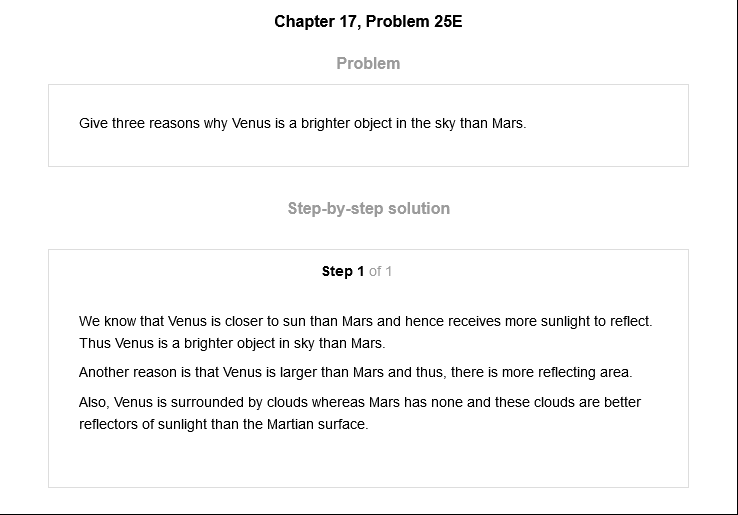 Chapter 17, Problem 25E
Problem
Give three reasons why Venus is a brighter object in the sky than Mars.
Step-by-step solution
Step 1 of 1
We know that Venus is closer to sun than Mars and hence receives more sunlight to reflect.
Thus Venus is a brighter object in sky than Mars.
Another reason is that Venus is larger than Mars and thus, there is more reflecting area.
Also, Venus is surrounded by clouds whereas Mars has none and these clouds are better
reflectors of sunlight than the Martian surface.